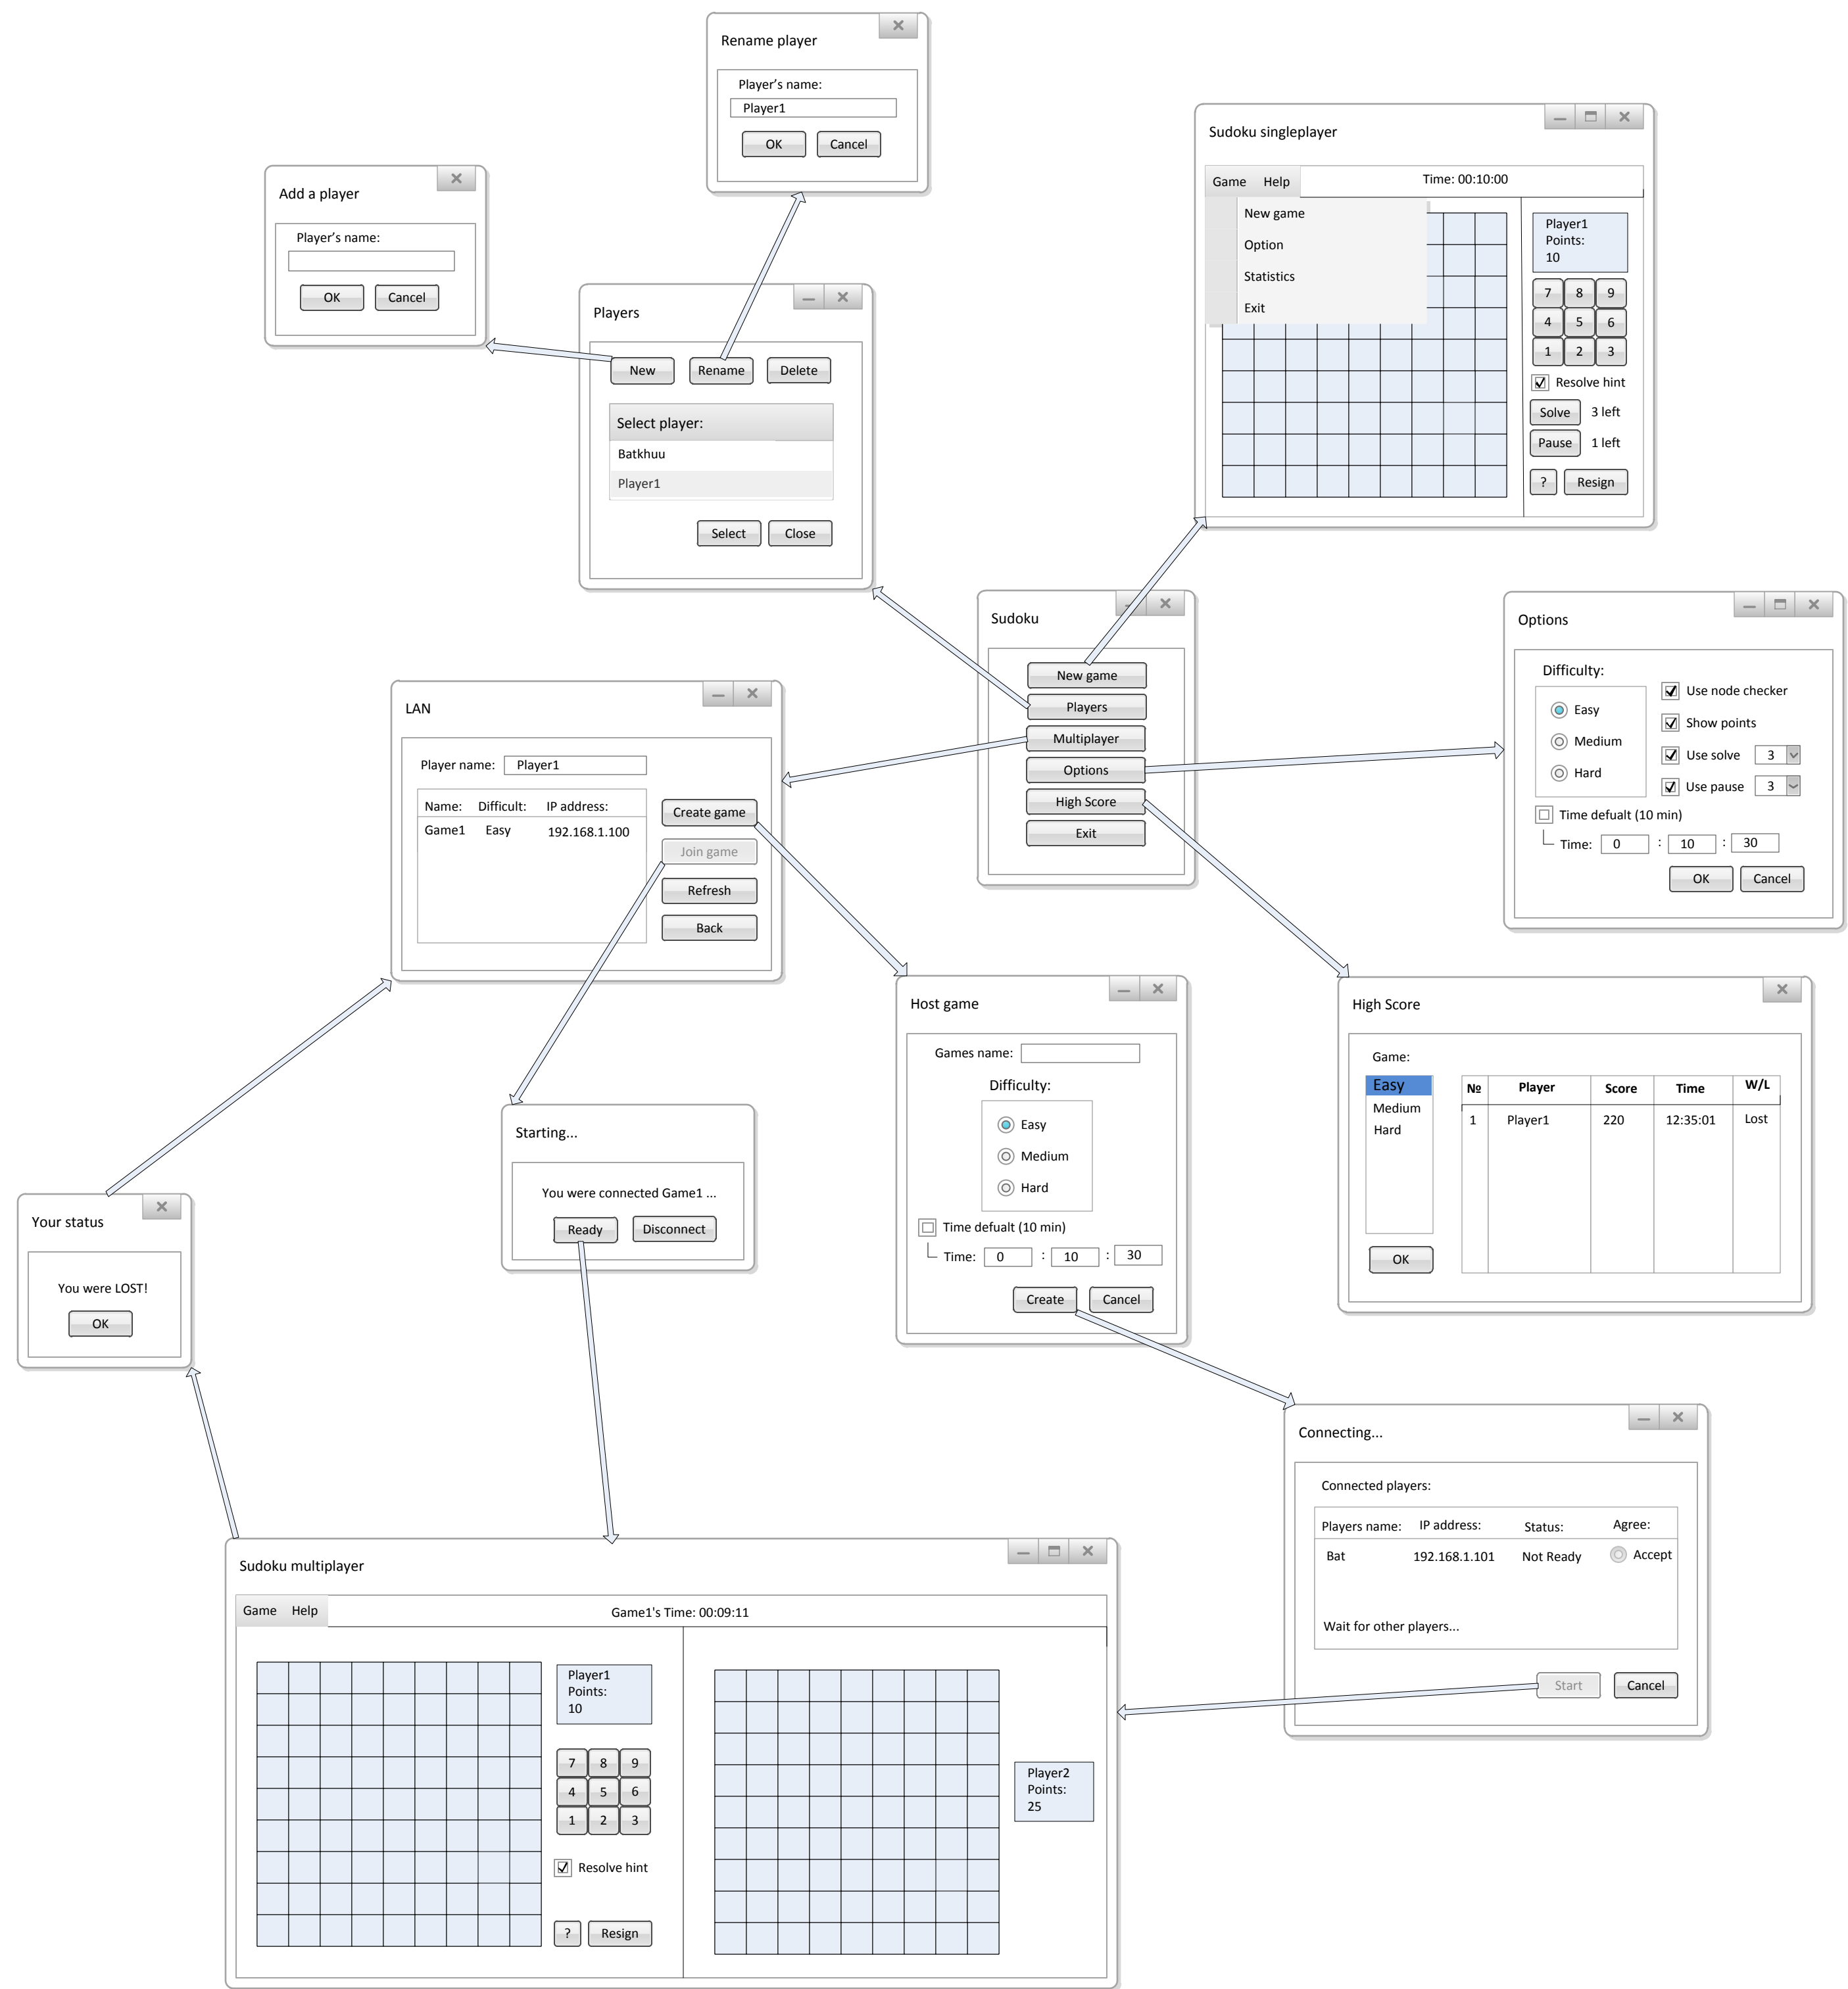 Rename player
Player's name:
Player1
OK Cancel
Add a player
Player's name:
OK Cancel
Sudoku singleplayer
Game Help Time: 00:10:00
New game
Option
Statistics
Exit
Player1
Points:
10
7 8 9
4 5 6
1 2 3
Resolve hint
Solve 3 left
Pause 1 left
? Resign
Players
New Rename Delete
Select player:
Batkhuu
Player1
Select Close
Sudoku
New game
Players
Multiplayer
Options
High Score
Exit
Options
Difficulty:
Easy
Medium
Hard
Use node checker
Show points
Use solve 3
Use pause 3
Time defualt (10 min)
Time: 0 : 10 : 30
OK Cancel
LAN
Player name: Player1
Name: Difficult: IP address:
Game1 Easy 192.168.1.100
Create game
Join game
Refresh
Back
Host game
Games name:
Difficulty:
Easy
Medium
Hard
Time defualt (10 min)
Time: 0 : 10 : 30
Create Cancel
High Score
Game:
Easy
Medium
Hard
OK
№ Player Score Time W/L
1 Player1 220 12:35:01 Lost
Starting...
You were connected Game1 ...
Ready Disconnect
Your status
You were LOST!
OK
Connecting...
Connected players:
Players name: IP address: Status: Agree:
Bat 192.168.1.101 Not Ready Accept
Wait for other players...
Start Cancel
Sudoku multiplayer
Game Help Game1's Time: 00:09:11
Player1
Points:
10
7 8 9
4 5 6
1 2 3
Resolve hint
? Resign
Player2
Points:
25